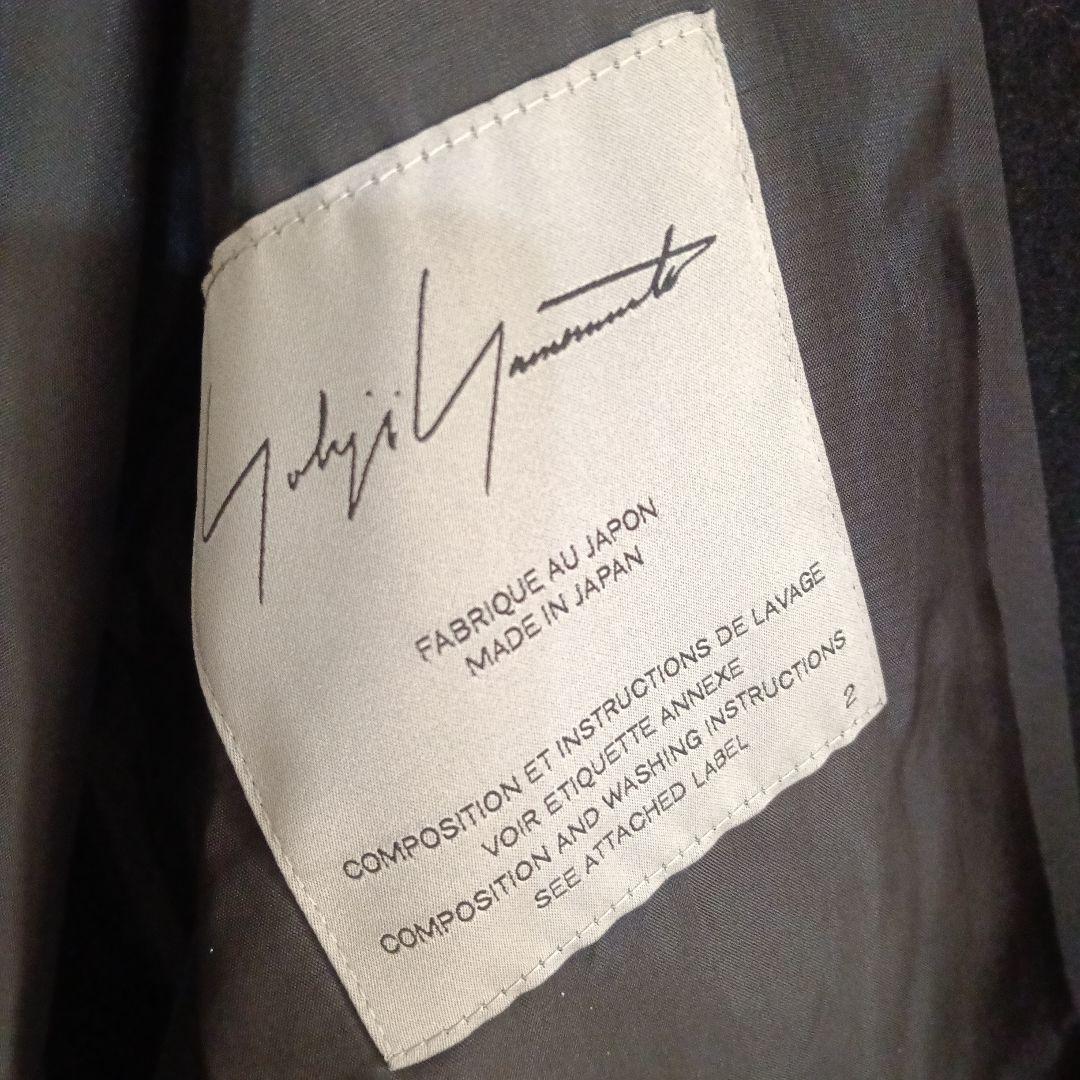 Yohji Yamamoto
FABRIQUE AU JAPON
MADE IN JAPAN
COMPOSITION ET INSTRUCTIONS DE LAVAGE
VOIR ETIQUETTE ANNEXE
COMPOSITION AND WASHING INSTRUCTIONS
SEE ATTACHED LABEL
2